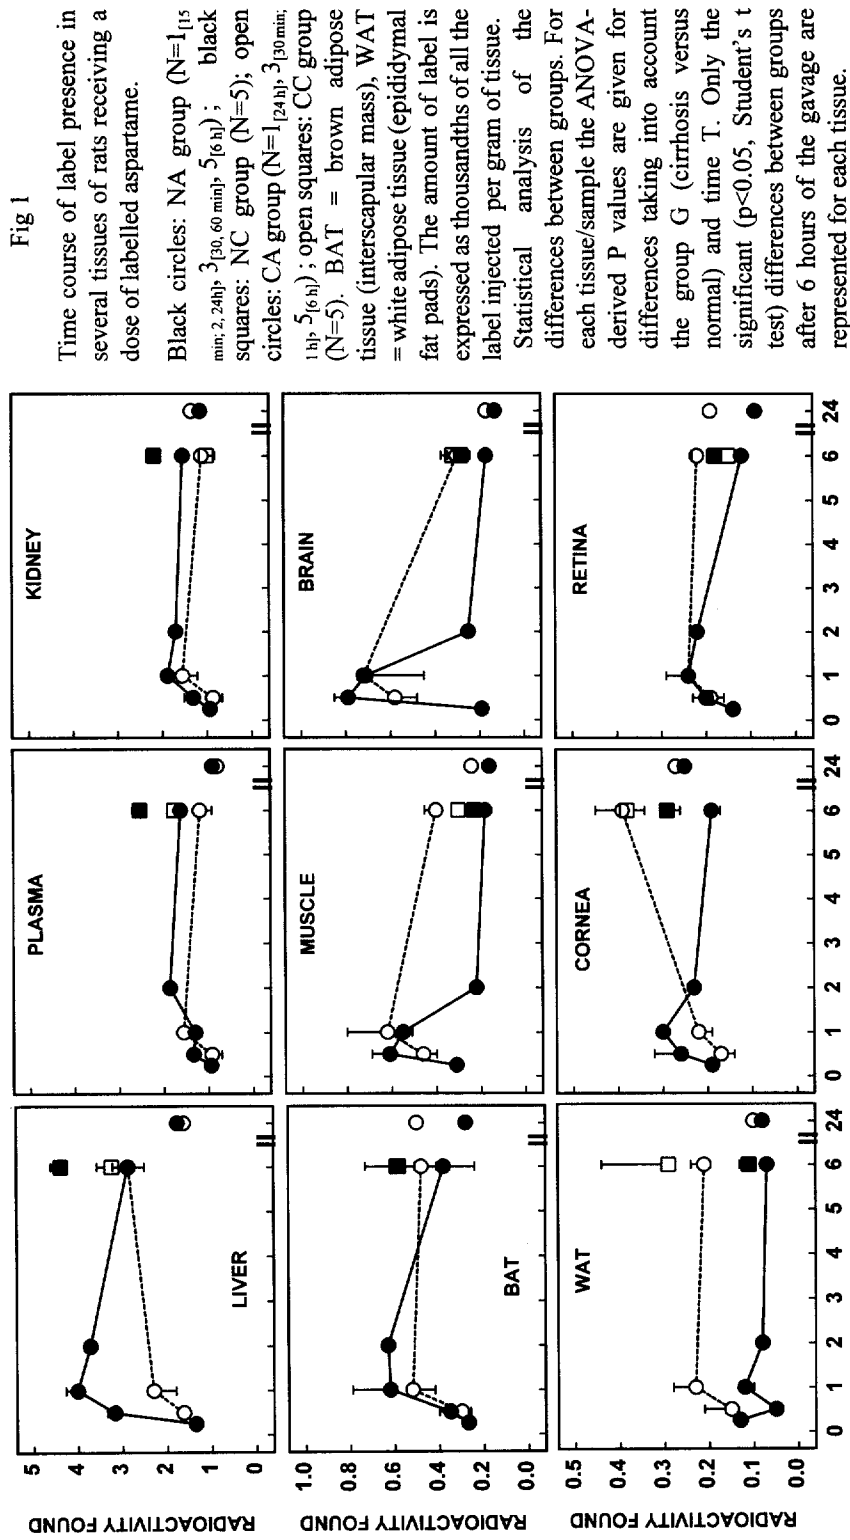 Fig 1
Time course of label presence in
several tissues of rats receiving a
dose of labelled aspartame.
Black circles: NA group (N=1[15
min; 2, 24h], 3[30, 60 min], 5[6 h]) ; black
squares: NC group (N=5); open
circles: CA group (N=1[24 h], 3[30 min;
1 h], 5[6 h]) ; open squares: CC group
(N=5). BAT = brown adipose
tissue (interscapular mass), WAT
= white adipose tissue (epididymal
fat pads). The amount of label is
expressed as thousandths of all the
label injected per gram of tissue.
Statistical analysis of the
differences between groups. For
each tissue/sample the ANOVA-
derived P values are given for
differences taking into account
the group G (cirrhosis versus
normal) and time T. Only the
significant (p<0.05, Student's t
test) differences between groups
after 6 hours of the gavage are
represented for each tissue.
RADIOACTIVITY FOUND
5
4
3
2
1
0
LIVER
PLASMA
KIDNEY
RADIOACTIVITY FOUND
1.0
0.8
0.6
0.4
0.2
0.0
BAT
MUSCLE
BRAIN
RADIOACTIVITY FOUND
0.5
0.4
0.3
0.2
0.1
0.0
WAT
CORNEA
RETINA
0 1 2 3 4 5 6 24
0 1 2 3 4 5 6 24
0 1 2 3 4 5 6 24